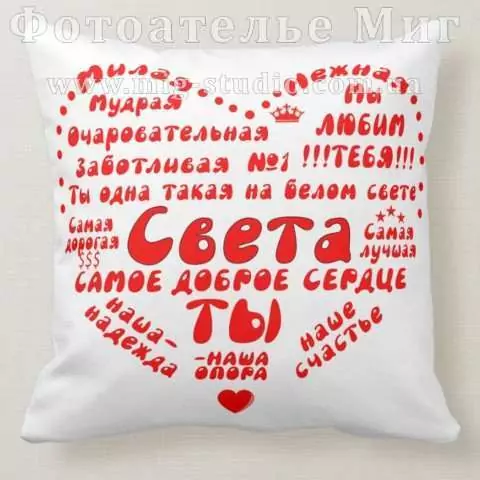 Фотоателье Миг
www.mig-studio.com.ua
Милая Нежная
Мудрая
Мы
Очаровательная
ЛЮБИМ
Заботливая №1 !!!ТЕБЯ!!!
Ты одна такая на белом свете
Самая
дорогая
$$$
Света
Самая
лучшая
САМОЕ ДОБРОЕ СЕРДЦЕ
ТЫ
наша-
надежда
-НАША
ОПОРА
наше
счастье